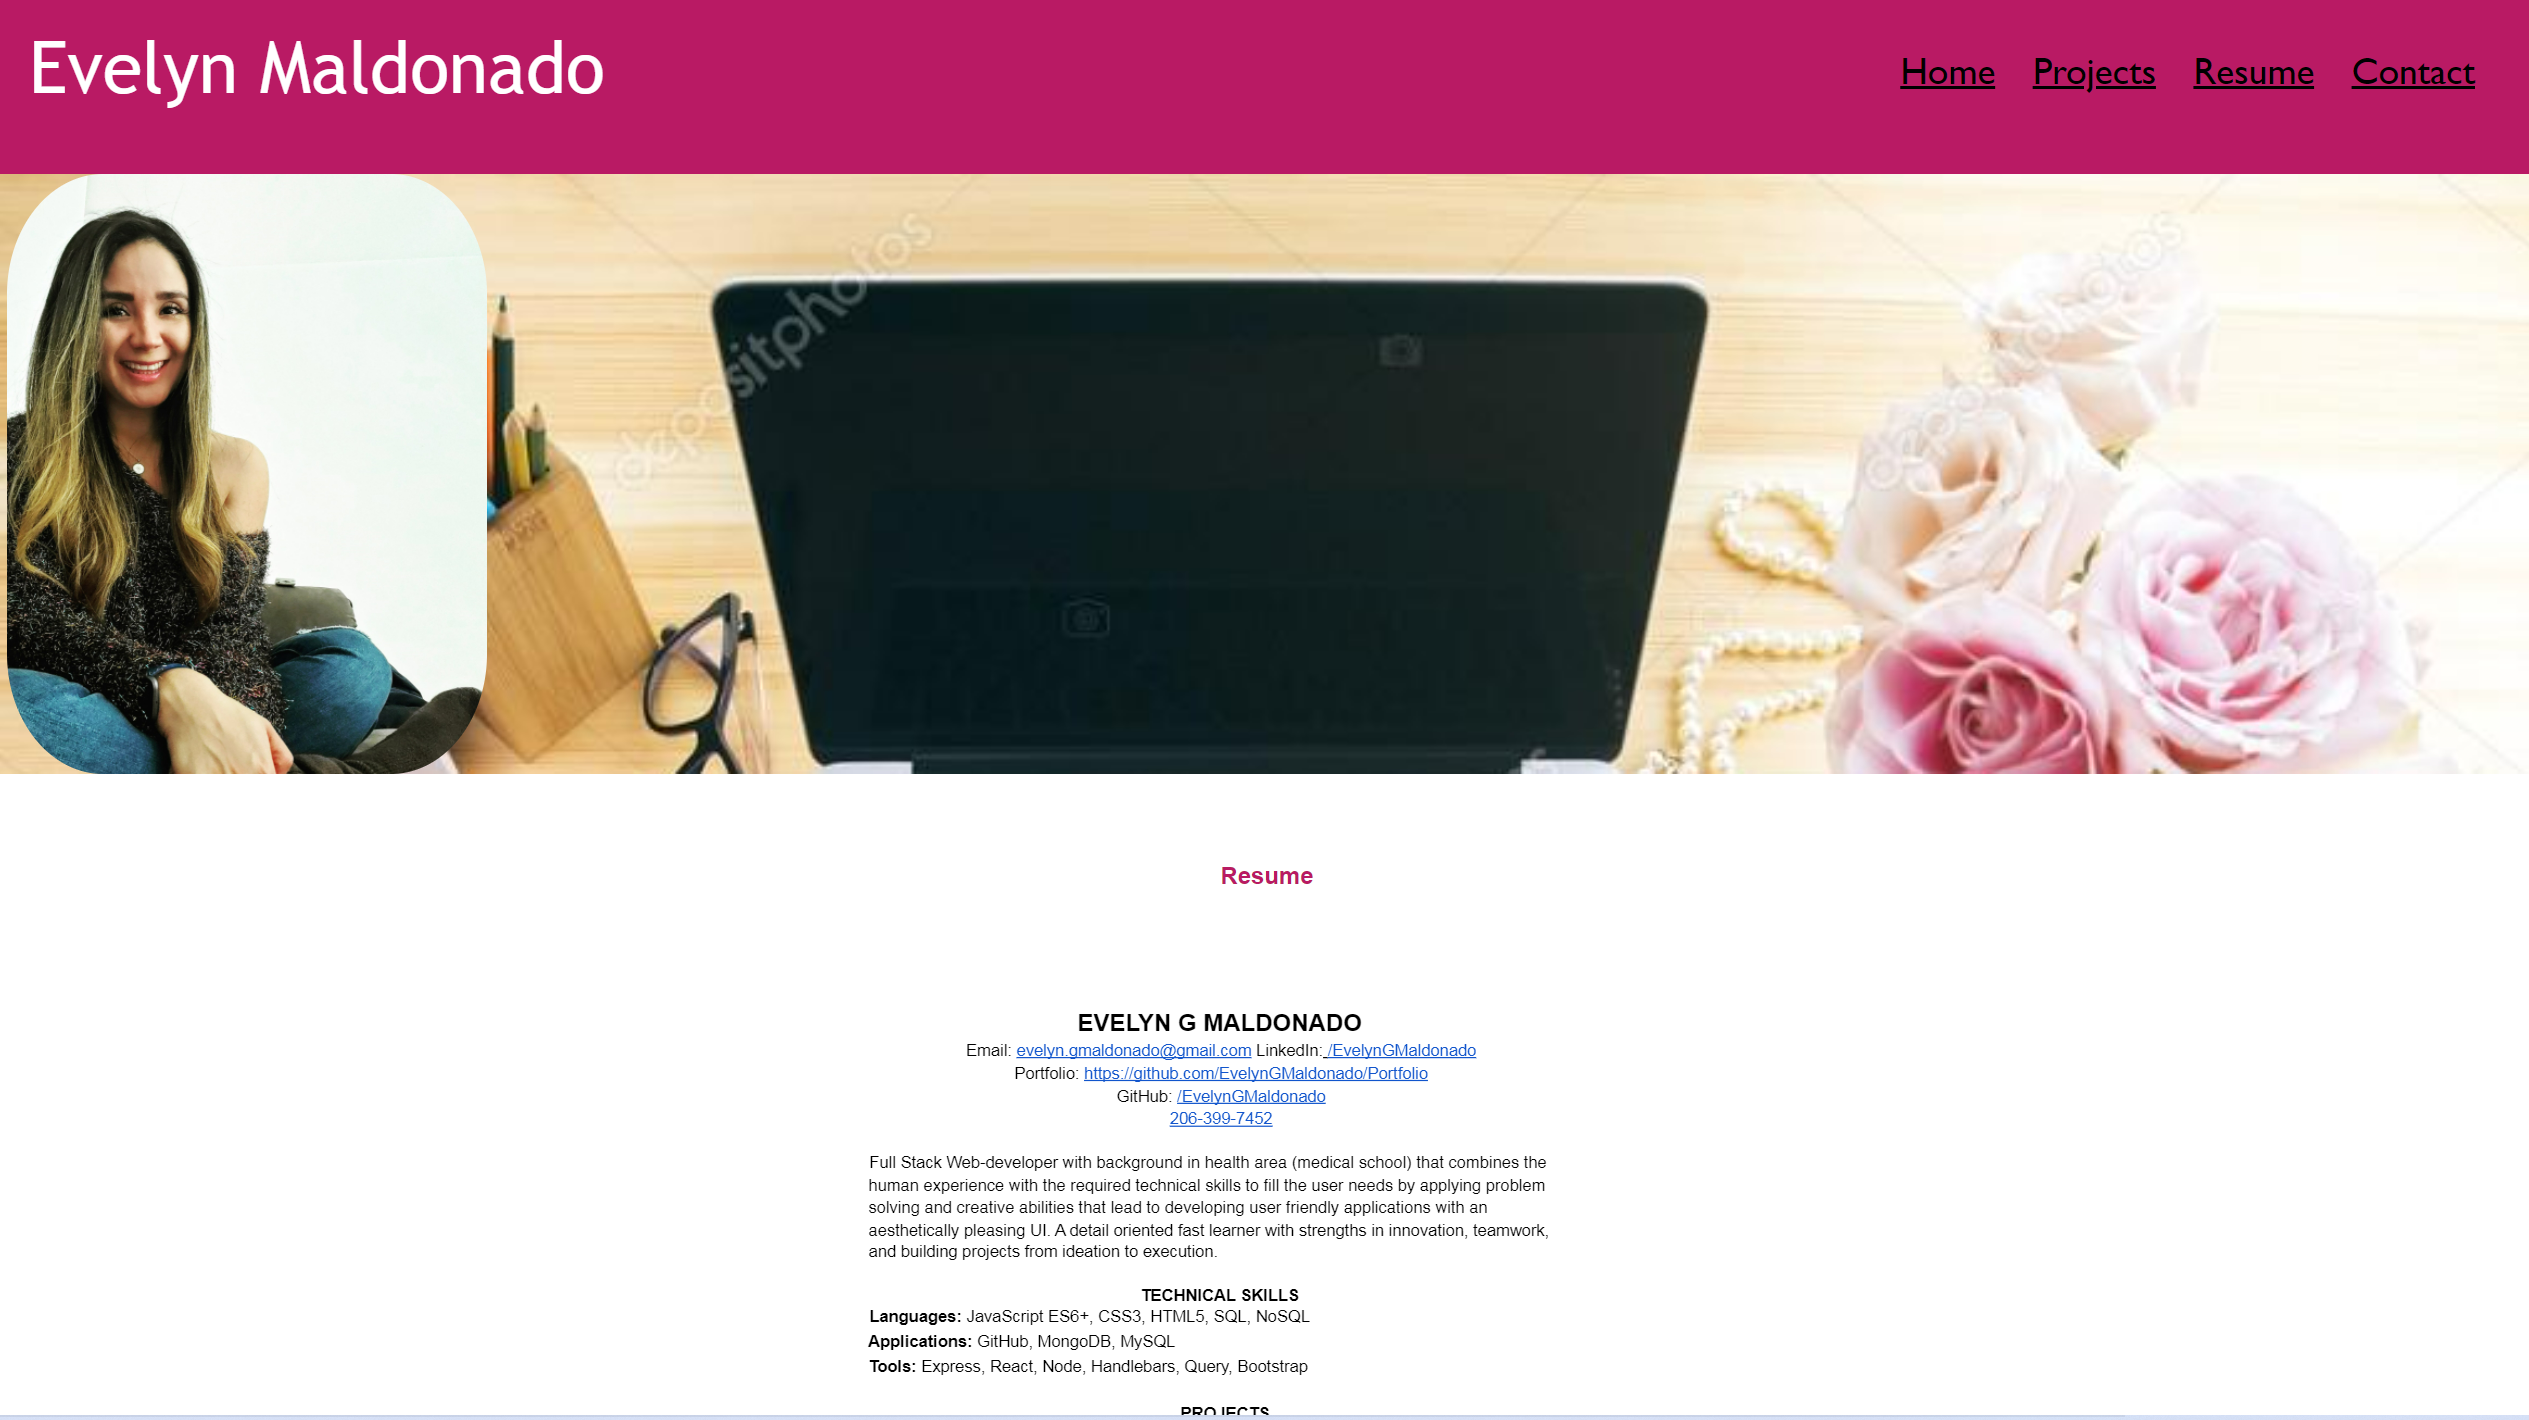 Evelyn Maldonado
Home Projects Resume Contact
depositphotos
depositphotos
Resume
EVELYN G MALDONADO
Email: evelyn.gmaldonado@gmail.com LinkedIn: /EvelynGMaldonado
Portfolio: https://github.com/EvelynGMaldonado/Portfolio
GitHub: /EvelynGMaldonado
206-399-7452
Full Stack Web-developer with background in health area (medical school) that combines the
human experience with the required technical skills to fill the user needs by applying problem
solving and creative abilities that lead to developing user friendly applications with an
aesthetically pleasing UI. A detail oriented fast learner with strengths in innovation, teamwork,
and building projects from ideation to execution.
TECHNICAL SKILLS
Languages: JavaScript ES6+, CSS3, HTML5, SQL, NoSQL
Applications: GitHub, MongoDB, MySQL
Tools: Express, React, Node, Handlebars, Query, Bootstrap
PROJECTS